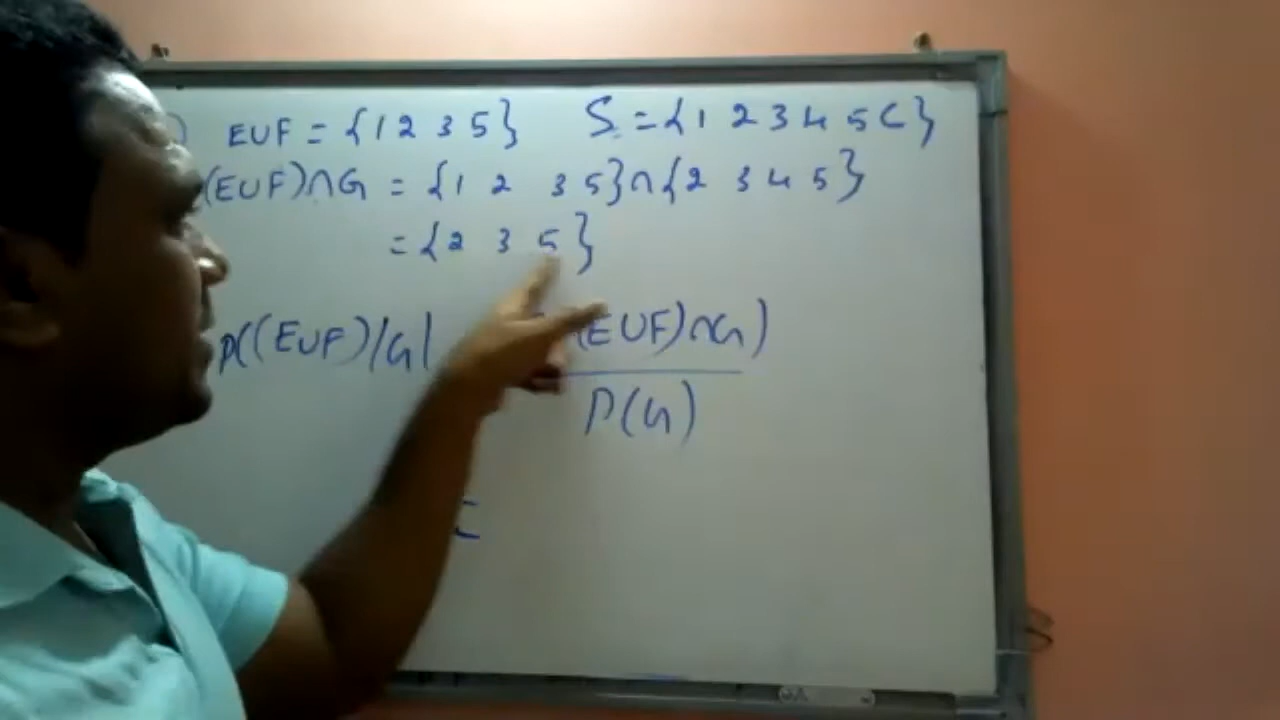 ) EUF = {1 2 3 5} S = {1 2 3 4 5 6}
(EUF)∩G = {1 2 3 5}∩{2 3 4 5}
= {2 3 5}
P((EUF)/G) (EUF)∩G)
P(G)
=